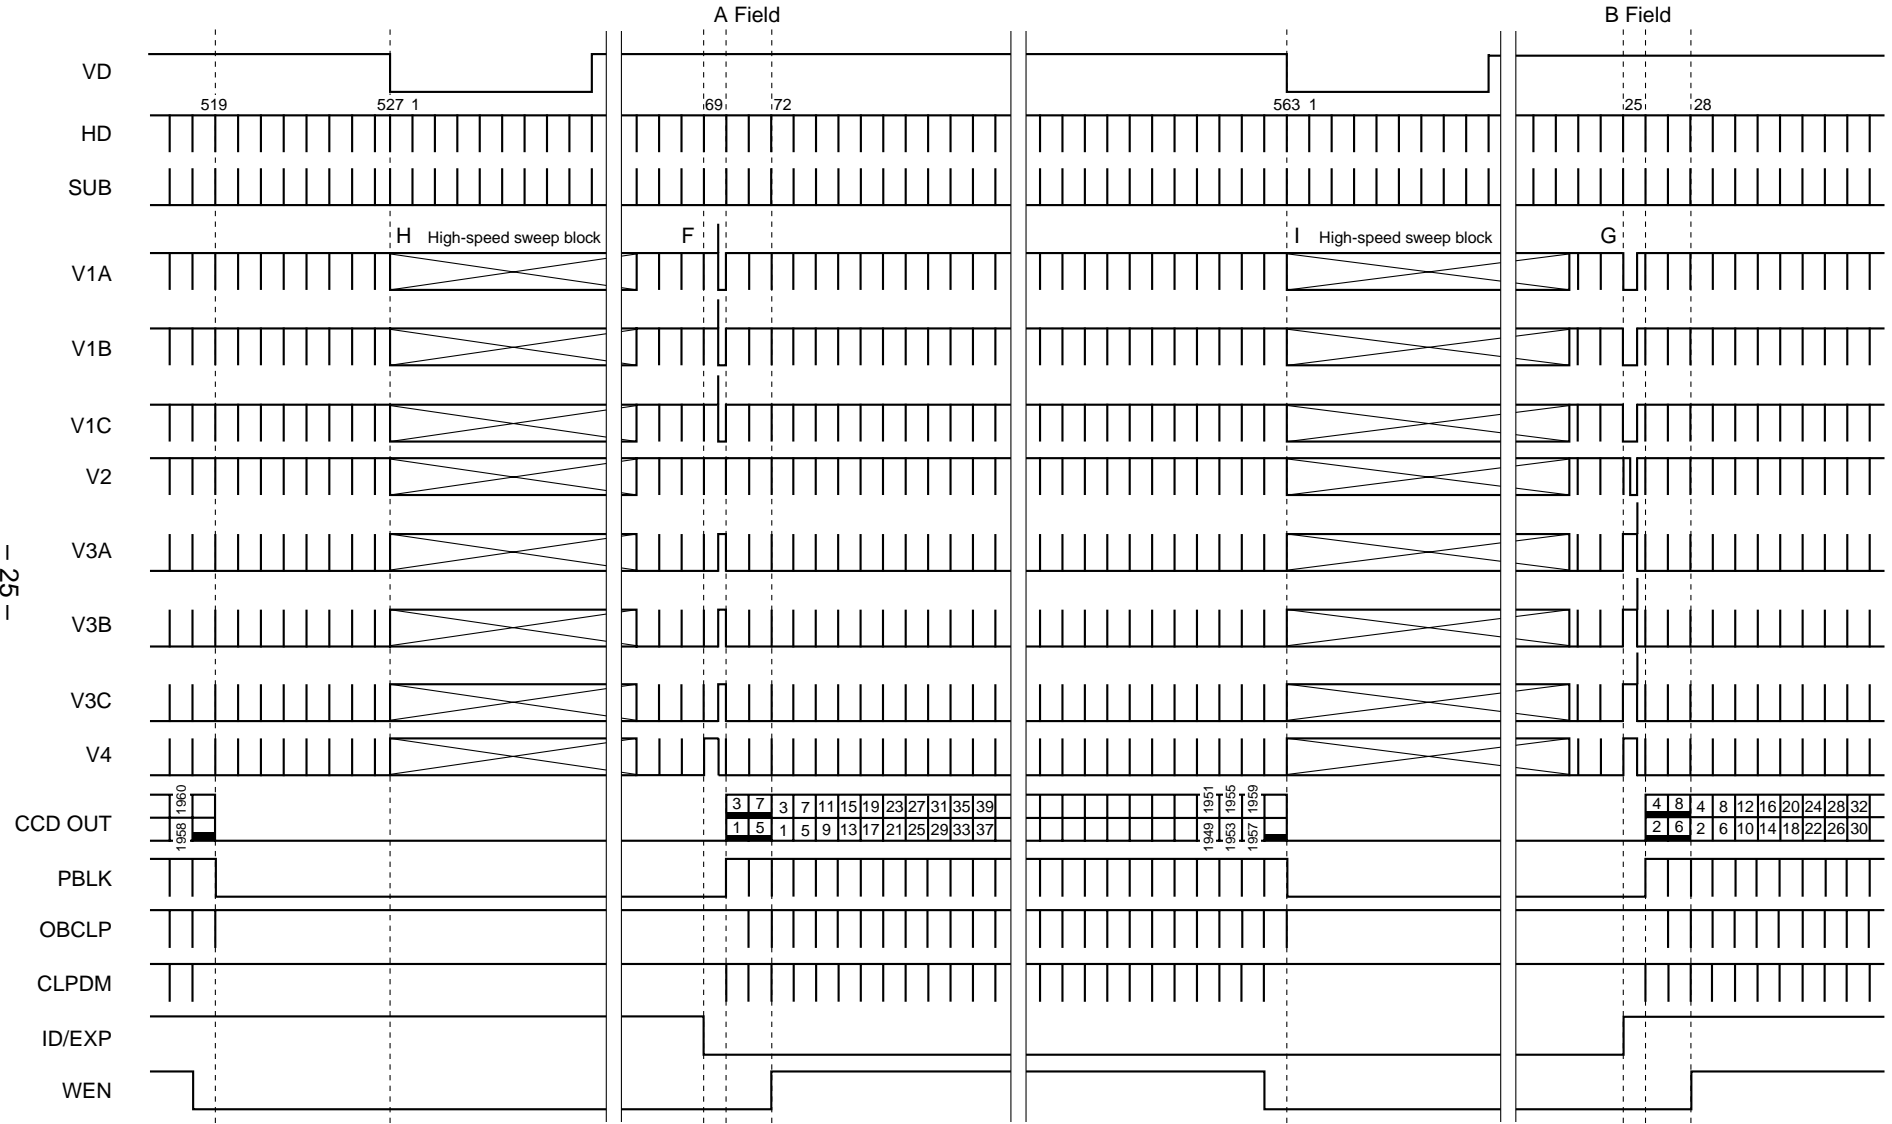 A Field B Field
VD
519 527 1 69 72 563 1 25 28
HD
SUB
H High-speed sweep block F I High-speed sweep block G
V1A
V1B
V1C
V2
V3A
– 25 –
V3B
V3C
V4
1958 1960 3 7 3 7 11 15 19 23 27 31 35 39 1951 1955 1959 4 8 4 8 12 16 20 24 28 32
CCD OUT 1 5 1 5 9 13 17 21 25 29 33 37 1949 1953 1957 2 6 2 6 10 14 18 22 26 30
PBLK
OBCLP
CLPDM
ID/EXP
WEN